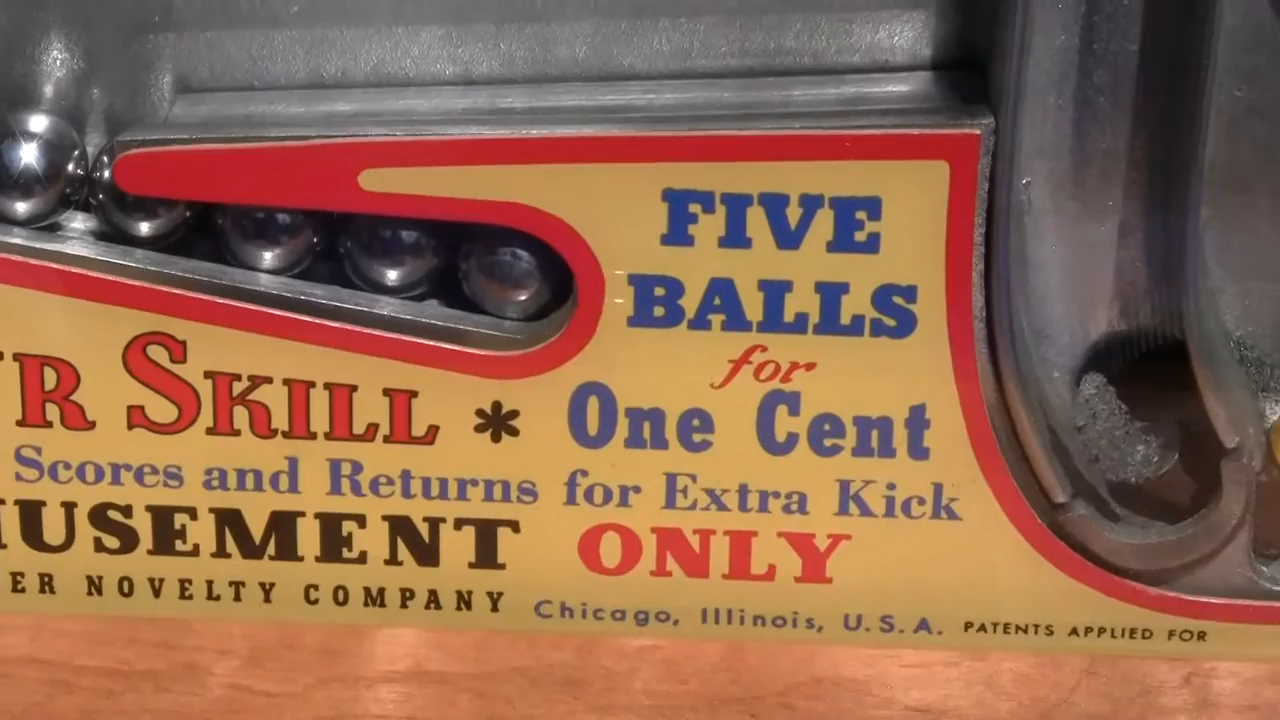 FIVE
BALLS
for
One Cent
R SKILL *
Scores and Returns for Extra Kick
MUSEMENT ONLY
ER NOVELTY COMPANY Chicago, Illinois, U.S.A. PATENTS APPLIED FOR